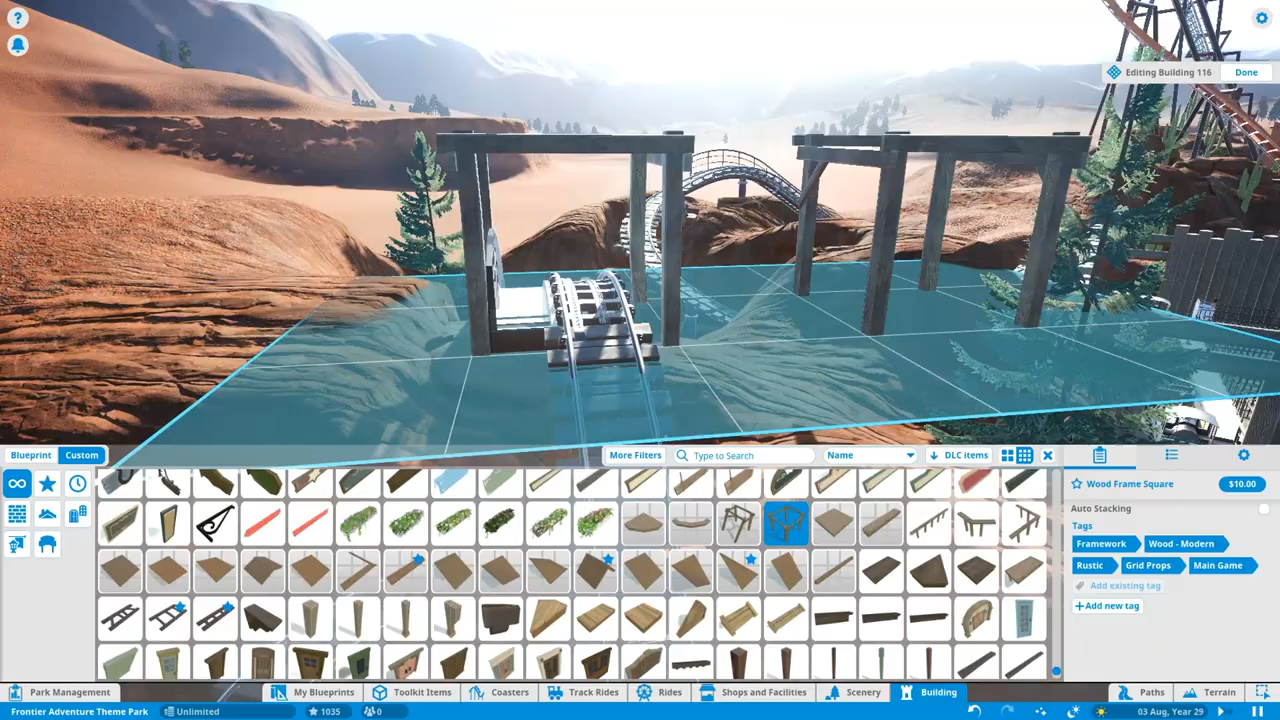 ?
Editing Building 116
Done
Blueprint
Custom
More Filters
Type to Search
Name
DLC items
Wood Frame Square
$10.00
Auto Stacking
Tags
Framework
Wood - Modern
Rustic
Grid Props
Main Game
Add existing tag
+Add new tag
Park Management
My Blueprints
Toolkit Items
Coasters
Track Rides
Rides
Shops and Facilities
Scenery
Building
Paths
Terrain
Frontier Adventure Theme Park
Unlimited
1035
0
03 Aug, Year 29